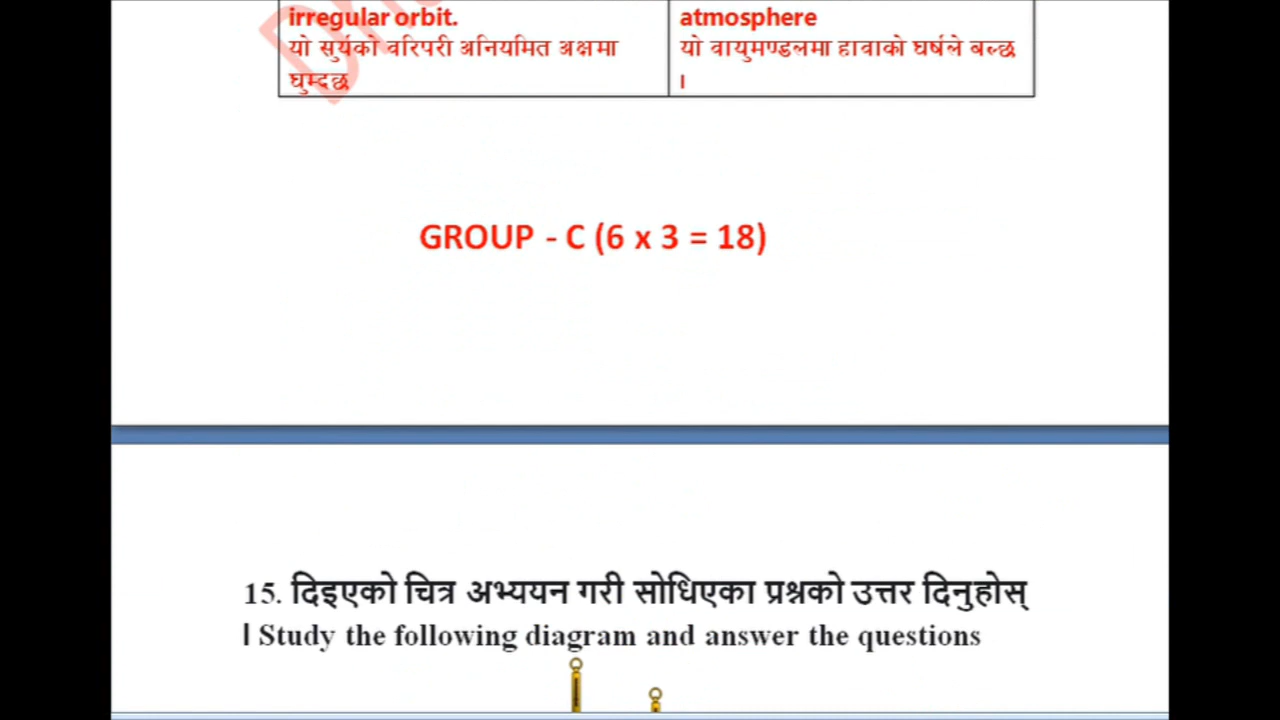 irregular orbit.
यो सुर्यको वरिपरी अनियमित अक्षमा
घुम्दछ
atmosphere
यो वायुमण्डलमा हावाको घर्षले बल्छ
।
GROUP - C (6 x 3 = 18)
15. दिइएको चित्र अभ्ययन गरी सोधिएका प्रश्नको उत्तर दिनुहोस्
। Study the following diagram and answer the questions